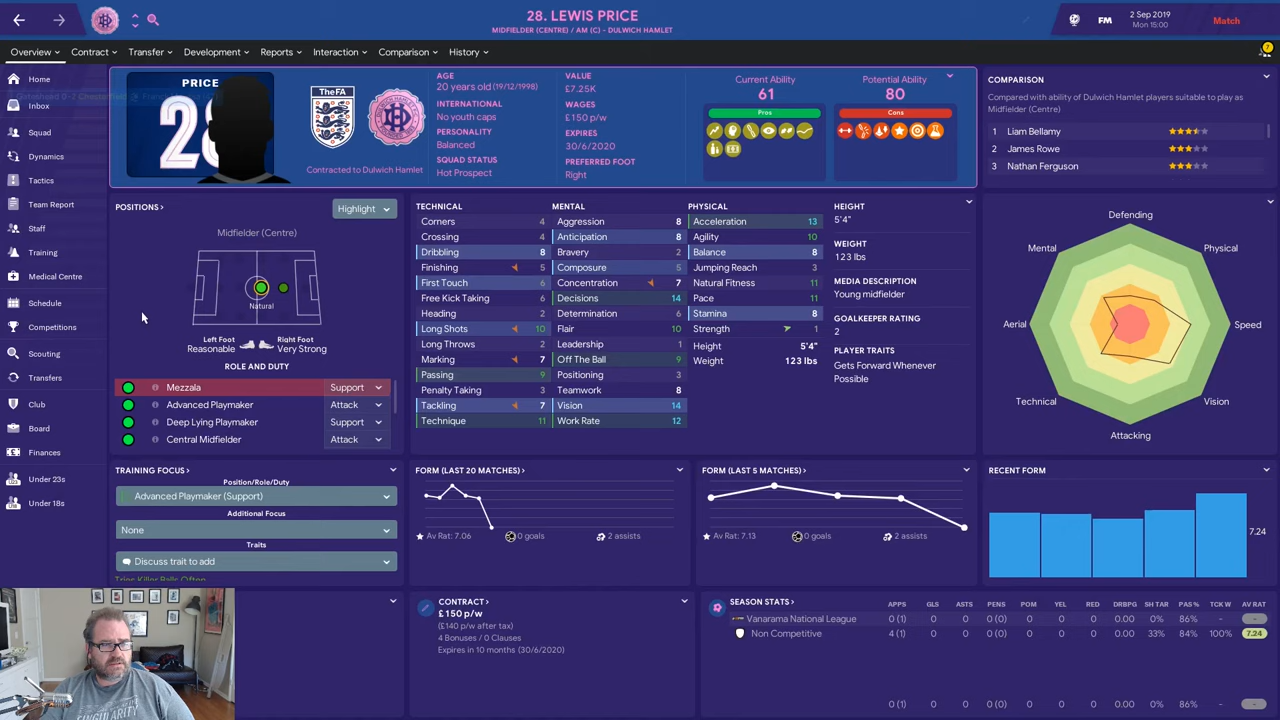 28. LEWIS PRICE
MIDFIELDER (CENTRE) / AM (C) - DULWICH HAMLET
FM
2 Sep 2019
Mon 15:00
Match
Overview Contract Transfer Development Reports Interaction Comparison History
7
Home
Inbox
Squad
Dynamics
Tactics
Team Report
Staff
Training
Medical Centre
Schedule
Competitions
Scouting
Transfers
Club
Board
Finances
Under 23s
Under 18s
PRICE
28
TheFA
Contracted to Dulwich Hamlet
AGE
20 years old (19/12/1998)
INTERNATIONAL
No youth caps
PERSONALITY
Balanced
SQUAD STATUS
Hot Prospect
VALUE
£7.25K
WAGES
£150 p/w
EXPIRES
30/6/2020
PREFERRED FOOT
Right
Current Ability
61
Pros
Potential Ability
80
Cons
COMPARISON
Compared with ability of Dulwich Hamlet players suitable to play as
Midfielder (Centre)
1 Liam Bellamy
2 James Rowe
3 Nathan Ferguson
POSITIONS
Highlight
Midfielder (Centre)
Natural
Left Foot
Reasonable
Right Foot
Very Strong
ROLE AND DUTY
Mezzala Support
Advanced Playmaker Attack
Deep Lying Playmaker Support
Central Midfielder Attack
TECHNICAL
Corners 4
Crossing 4
Dribbling 8
Finishing 5
First Touch 6
Free Kick Taking 6
Heading 2
Long Shots 10
Long Throws 2
Marking 7
Passing 9
Penalty Taking 3
Tackling 7
Technique 11
MENTAL
Aggression 8
Anticipation 8
Bravery 2
Composure 5
Concentration 7
Decisions 14
Determination 6
Flair 10
Leadership 1
Off The Ball 9
Positioning 3
Teamwork 8
Vision 14
Work Rate 12
PHYSICAL
Acceleration 13
Agility 10
Balance 8
Jumping Reach 3
Natural Fitness 11
Pace 11
Stamina 8
Strength 1
Height 5'4"
Weight 123 lbs
HEIGHT
5'4"
WEIGHT
123 lbs
MEDIA DESCRIPTION
Young midfielder
GOALKEEPER RATING
2
PLAYER TRAITS
Gets Forward Whenever
Possible
Defending
Physical
Speed
Vision
Attacking
Technical
Aerial
Mental
TRAINING FOCUS
Position/Role/Duty
Advanced Playmaker (Support)
Additional Focus
None
Traits
Discuss trait to add
Tries Killer Balls Often
FORM (LAST 20 MATCHES)
Av Rat: 7.06 0 goals 2 assists
FORM (LAST 5 MATCHES)
Av Rat: 7.13 0 goals 2 assists
RECENT FORM
7.24
CONTRACT
£150 p/w
(£140 p/w after tax)
4 Bonuses / 0 Clauses
Expires in 10 months (30/6/2020)
SEASON STATS APPS GLS ASTS PENS POM YEL RED DRBPG SH TAR PAS % TCK W AV RAT
Vanarama National League 0 (1) 0 0 0 (0) 0 0 0 0.00 0% 86% - -
Non Competitive 4 (1) 0 0 0 (0) 0 0 0 0.00 33% 84% 100% 7.24
0 (1) 0 0 0 (0) 0 0 0 0.00 0% 86% - -
SINGULARITY